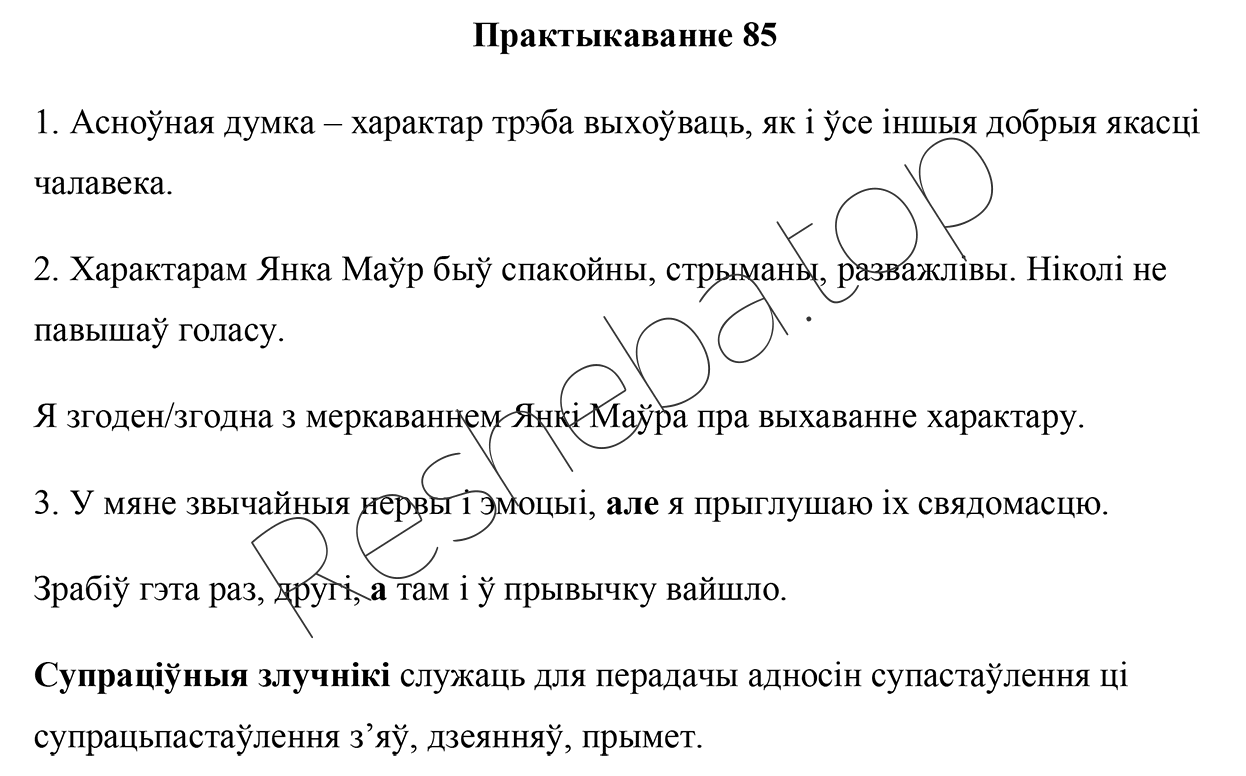 Практыкаванне 85
1. Асноўная думка – характар трэба выхоўваць, як і ўсе іншыя добрыя якасці
чалавека.
2. Характарам Янка Маўр быў спакойны, стрыманы, разважлівы. Ніколі не
павышаў голасу.
Я згоден/згодна з меркаваннем Янкі Маўра пра выхаванне характару.
3. У мяне звычайныя нервы і эмоцыі, але я прыглушаю іх свядомасцю.
Зрабіў гэта раз, другі, а там і ў прывычку вайшло.
Супраціўныя злучнікі служаць для перадачы адносін супастаўлення ці
супрацьпастаўлення з’яў, дзеянняў, прымет.
Resheba.top